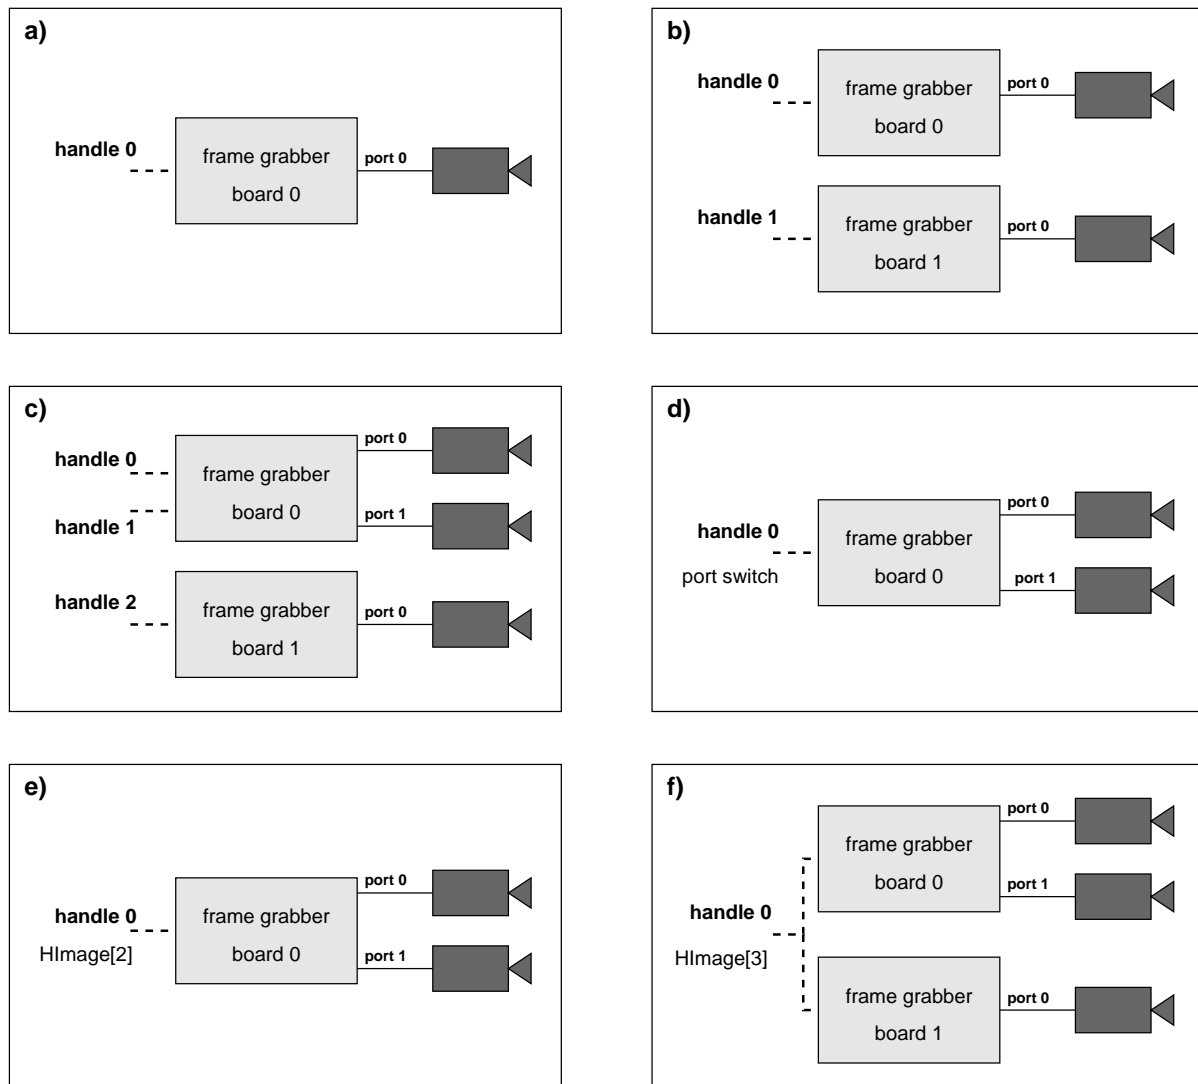 a)
handle 0
frame grabber
board 0
port 0
b)
handle 0
frame grabber
board 0
port 0
handle 1
frame grabber
board 1
port 0
c)
handle 0
handle 1
frame grabber
board 0
port 0
port 1
handle 2
frame grabber
board 1
port 0
d)
handle 0
port switch
frame grabber
board 0
port 0
port 1
e)
handle 0
HImage[2]
frame grabber
board 0
port 0
port 1
f)
handle 0
HImage[3]
frame grabber
board 0
port 0
port 1
frame grabber
board 1
port 0